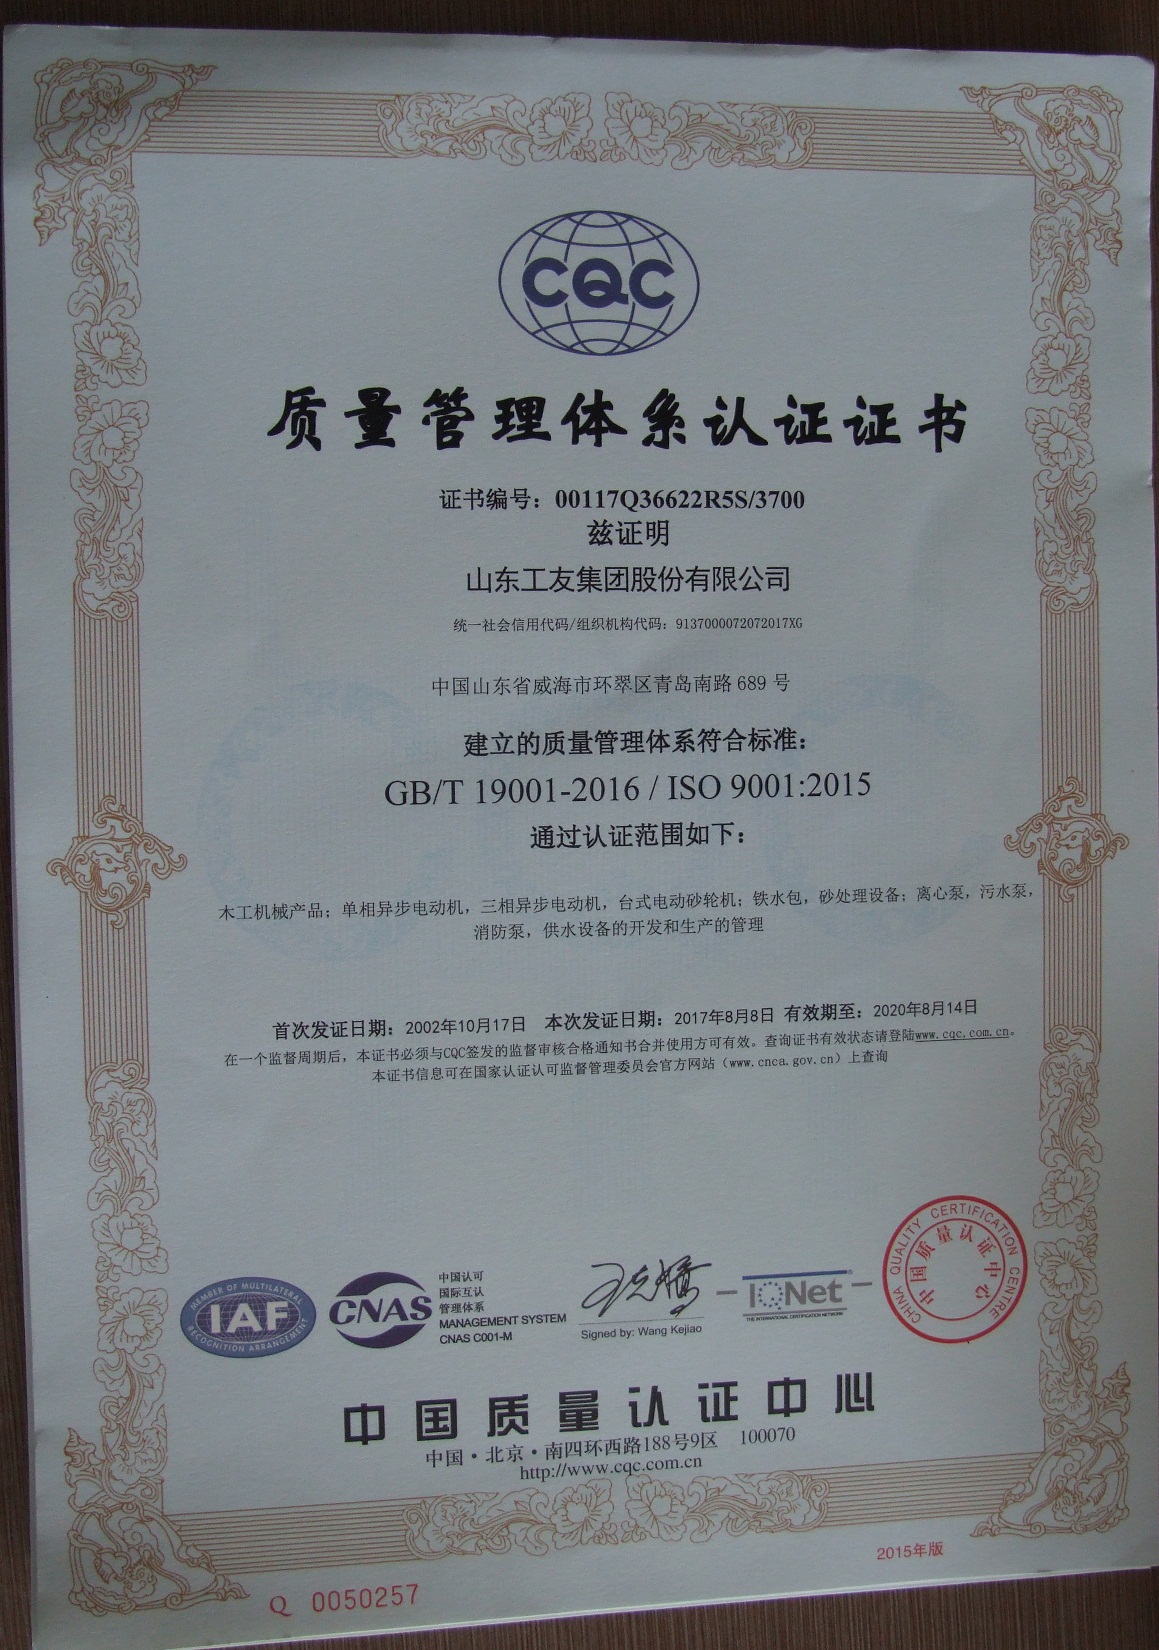 CQC
质量管理体系认证证书
证书编号：00117Q36622R5S/3700
兹证明
山东工友集团股份有限公司
统一社会信用代码/组织机构代码：9137000072072017XG
中国山东省威海市环翠区青岛南路 689 号
建立的质量管理体系符合标准：
GB/T 19001-2016 / ISO 9001:2015
通过认证范围如下：
木工机械产品；单相异步电动机，三相异步电动机，台式电动砂轮机；铁水包，砂处理设备；离心泵，污水泵，
消防泵，供水设备的开发和生产的管理
首次发证日期：2002年10月17日 本次发证日期：2017年8月8日 有效期至：2020年8月14日
在一个监督周期后，本证书必须与CQC签发的监督审核合格通知书合并使用方可有效。查询证书有效状态请登陆www.cqc.com.cn。
本证书信息可在国家认证认可监督管理委员会官方网站（www.cnca.gov.cn）上查询
MEMBER OF MULTILATERAL
IAF
RECOGNITION ARRANGEMENT
CNAS
中国认可
国际互认
管理体系
MANAGEMENT SYSTEM
CNAS C001-M
王克娇
Signed by: Wang Kejiao
IQNet
THE INTERNATIONAL CERTIFICATION NETWORK
CHINA QUALITY CERTIFICATION CENTRE
中国质量认证中心
中国质量认证中心
中国·北京·南四环西路188号9区 100070
http://www.cqc.com.cn
2015年版
Q 0050257